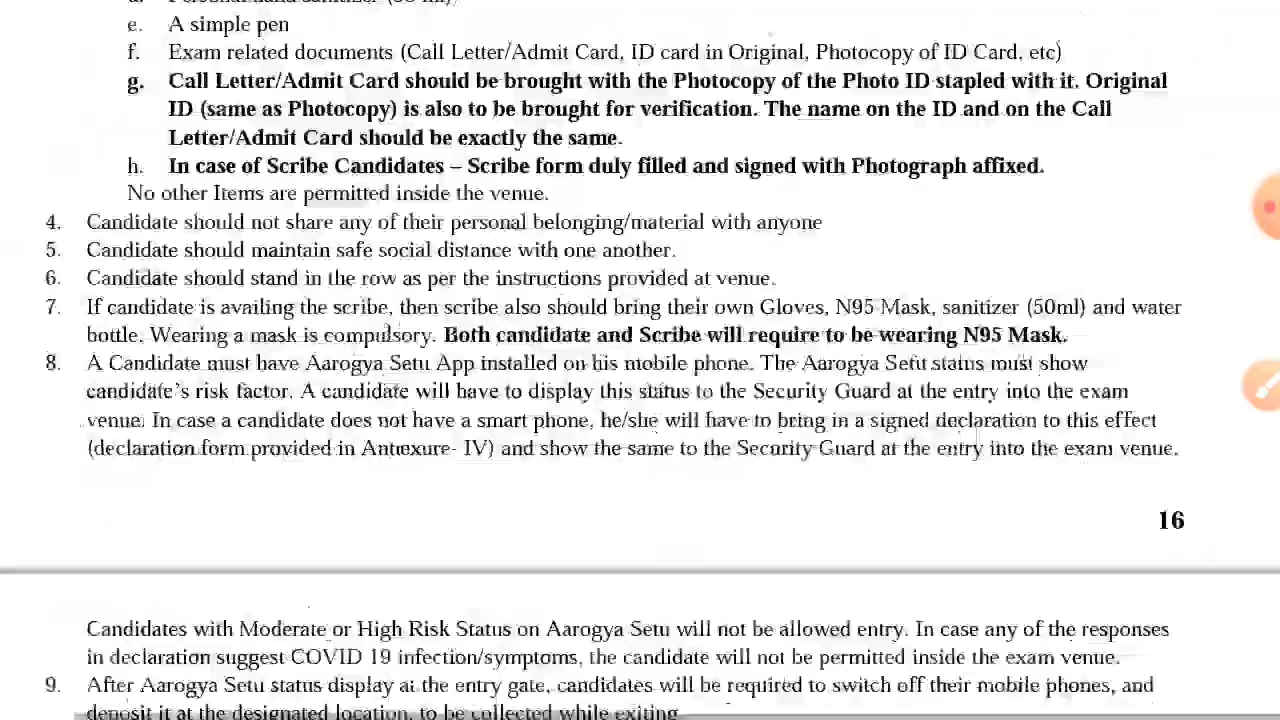 e. A simple pen
f. Exam related documents (Call Letter/Admit Card, ID card in Original, Photocopy of ID Card, etc)
g. Call Letter/Admit Card should be brought with the Photocopy of the Photo ID stapled with it. Original
ID (same as Photocopy) is also to be brought for verification. The name on the ID and on the Call
Letter/Admit Card should be exactly the same.
h. In case of Scribe Candidates – Scribe form duly filled and signed with Photograph affixed.
No other Items are permitted inside the venue.
4. Candidate should not share any of their personal belonging/material with anyone
5. Candidate should maintain safe social distance with one another.
6. Candidate should stand in the row as per the instructions provided at venue.
7. If candidate is availing the scribe, then scribe also should bring their own Gloves, N95 Mask, sanitizer (50ml) and water
bottle. Wearing a mask is compulsory. Both candidate and Scribe will require to be wearing N95 Mask.
8. A Candidate must have Aarogya Setu App installed on his mobile phone. The Aarogya Setu status must show
candidate's risk factor. A candidate will have to display this status to the Security Guard at the entry into the exam
venue. In case a candidate does not have a smart phone, he/she will have to bring in a signed declaration to this effect
(declaration form provided in Annexure- IV) and show the same to the Security Guard at the entry into the exam venue.
16
Candidates with Moderate or High Risk Status on Aarogya Setu will not be allowed entry. In case any of the responses
in declaration suggest COVID 19 infection/symptoms, the candidate will not be permitted inside the exam venue.
9. After Aarogya Setu status display at the entry gate, candidates will be required to switch off their mobile phones, and
deposit it at the designated location, to be collected while exiting